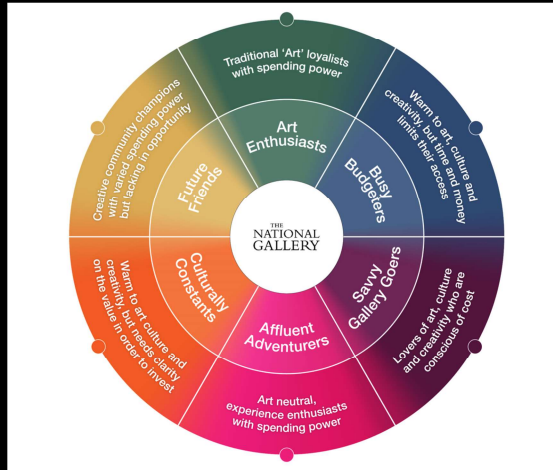 Traditional ‘Art’ loyalists
with spending power
Art
Enthusiasts
Warm to art, culture and
creativity, but time and money
limits their access
Busy
Budgeters
Lovers of art, culture
and creativity who are
conscious of cost
Savvy
Gallery Goers
Art neutral,
experience enthusiasts
with spending power
Affluent
Adventurers
Warm to art culture and
creativity, but needs clarity
on the value in order to invest
Culturally
Constants
Creative community champions
with varied spending power
but lacking in opportunity
Future
Friends
THE
NATIONAL
GALLERY